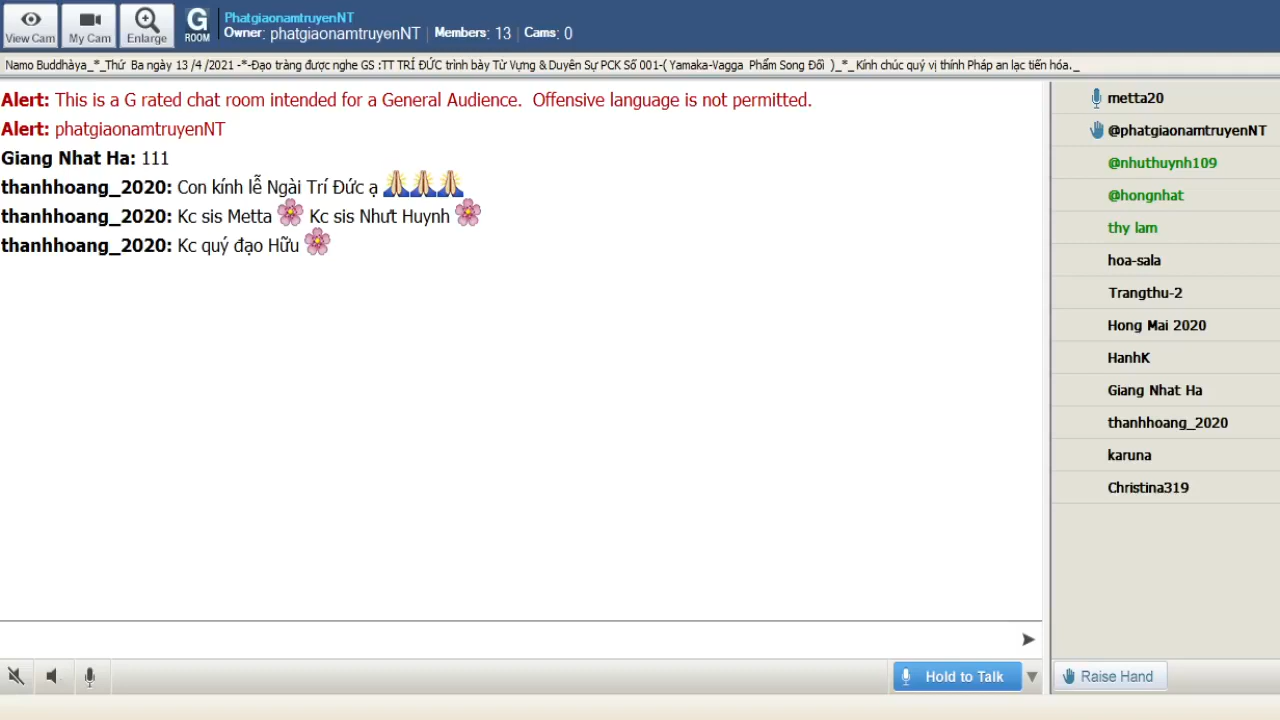 View Cam
My Cam
Enlarge
G
ROOM
PhatgiaonamtruyenNT
Owner: phatgiaonamtruyenNT | Members: 13 | Cams: 0
Namo Buddhàya_*_Thứ Ba ngày 13 /4 /2021 -*-Đạo tràng được nghe GS :TT TRÍ ĐỨC trình bày Từ Vựng & Duyên Sự PCK Số 001-( Yamaka-Vagga Phẩm Song Đối )_*_Kính chúc quý vị thính Pháp an lạc tiến hóa._
Alert: This is a G rated chat room intended for a General Audience. Offensive language is not permitted.
Alert: phatgiaonamtruyenNT
Giang Nhat Ha: 111
thanhhoang_2020: Con kính lễ Ngài Trí Đức ạ
thanhhoang_2020: Kc sis Metta Kc sis Nhựt Huynh
thanhhoang_2020: Kc quý đạo Hữu
metta20
@phatgiaonamtruyenNT
@nhuthuynh109
@hongnhat
thy lam
hoa-sala
Trangthu-2
Hong Mai 2020
HanhK
Giang Nhat Ha
thanhhoang_2020
karuna
Christina319
Hold to Talk
Raise Hand